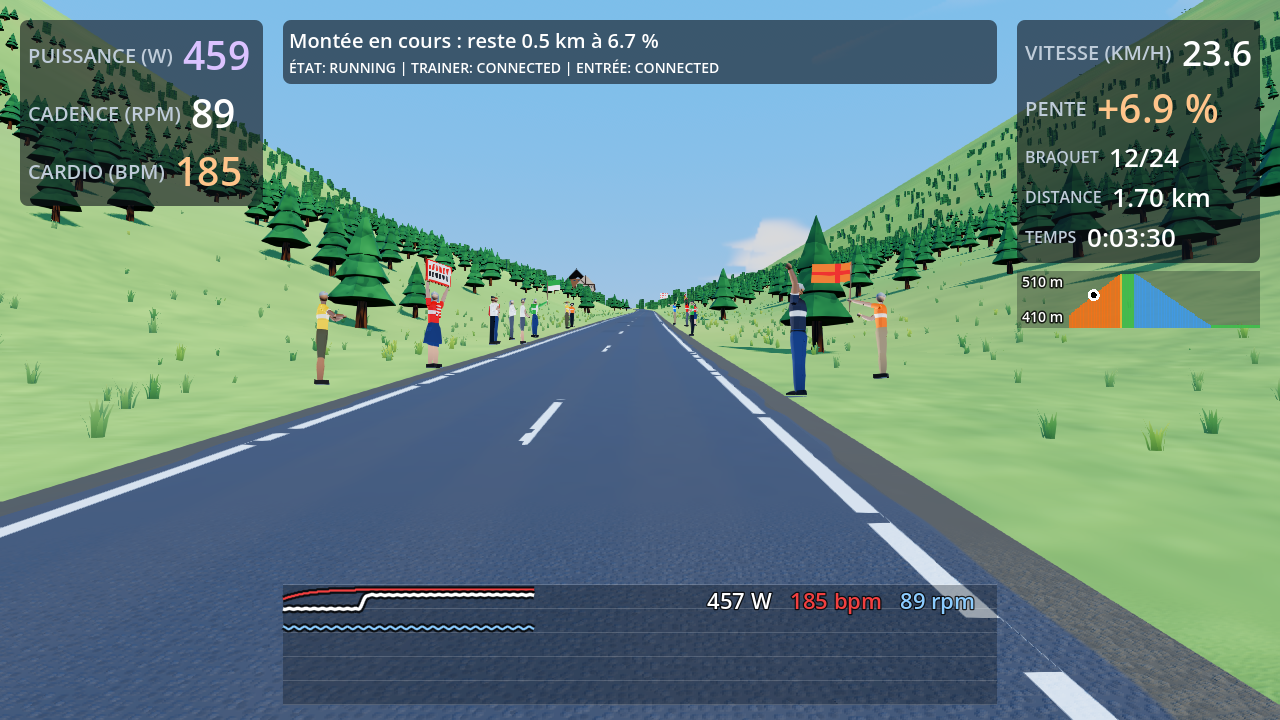 PUISSANCE (W) 459
CADENCE (RPM) 89
CARDIO (BPM) 185
Montée en cours : reste 0.5 km à 6.7 %
ÉTAT: RUNNING | TRAINER: CONNECTED | ENTRÉE: CONNECTED
VITESSE (KM/H) 23.6
PENTE +6.9 %
BRAQUET 12/24
DISTANCE 1.70 km
TEMPS 0:03:30
510 m
410 m
457 W 185 bpm 89 rpm